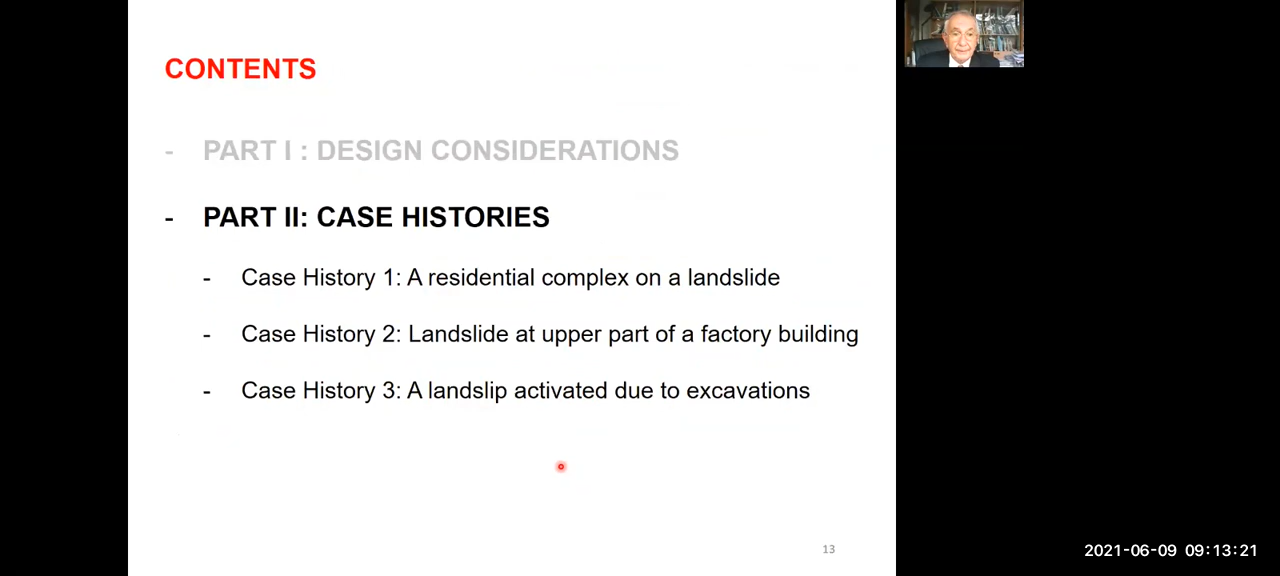 CONTENTS
- PART I : DESIGN CONSIDERATIONS
- PART II: CASE HISTORIES
- Case History 1: A residential complex on a landslide
- Case History 2: Landslide at upper part of a factory building
- Case History 3: A landslip activated due to excavations
13
2021-06-09 09:13:21